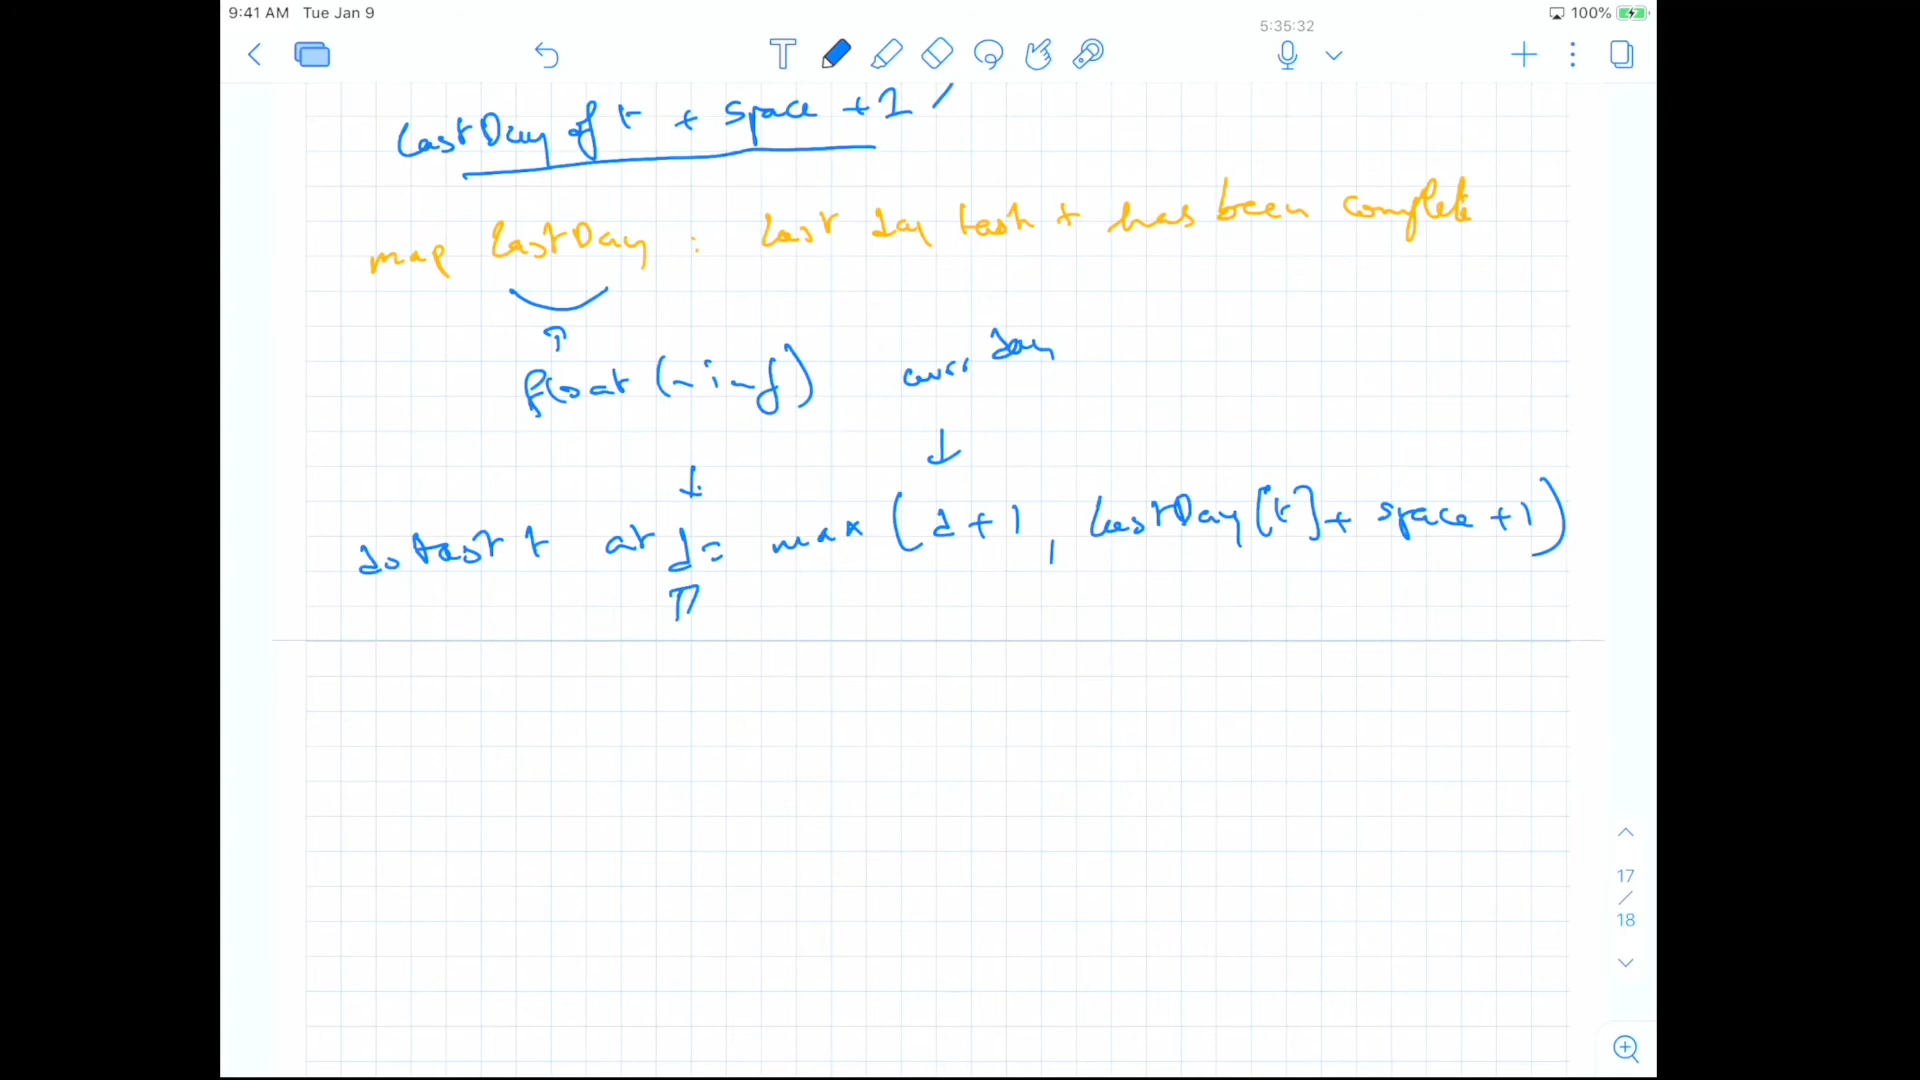 9:41 AM Tue Jan 9
100%
5:35:32
T
lastDay of t + space + 1
map lastDay : last day task t has been complete
float (-inf)
curr day
do task t at d = max (d + 1, lastDay[t] + space + 1)
17
/
18